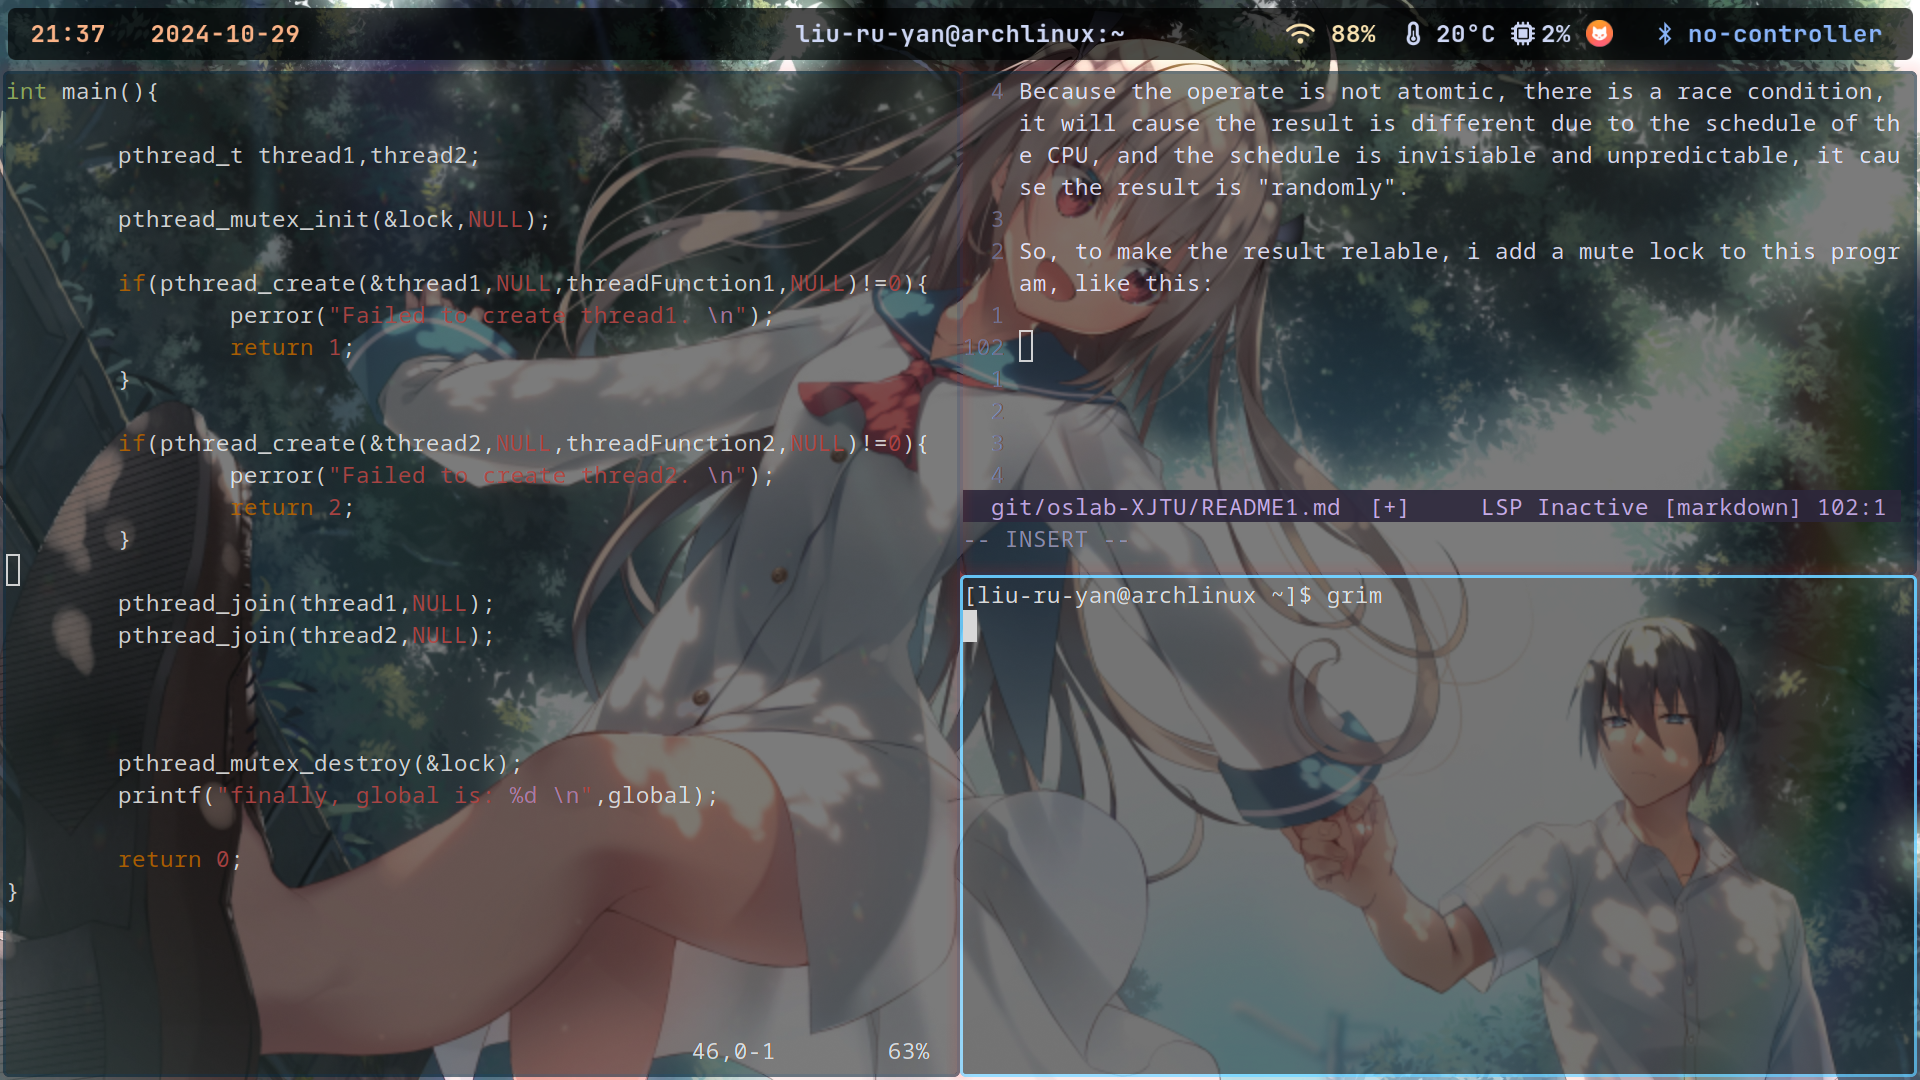 21:37 2024-10-29 liu-ru-yan@archlinux:~ 88% 20°C 2% no-controller
int main(){
pthread_t thread1,thread2;
pthread_mutex_init(&lock,NULL);
if(pthread_create(&thread1,NULL,threadFunction1,NULL)!=0){
perror("Failed to create thread1. \n");
return 1;
}
if(pthread_create(&thread2,NULL,threadFunction2,NULL)!=0){
perror("Failed to create thread2. \n");
return 2;
}
pthread_join(thread1,NULL);
pthread_join(thread2,NULL);
pthread_mutex_destroy(&lock);
printf("finally, global is: %d \n",global);
return 0;
}
46,0-1 63%
4 Because the operate is not atomtic, there is a race condition,
it will cause the result is different due to the schedule of th
e CPU, and the schedule is invisiable and unpredictable, it cau
se the result is "randomly".
3
2 So, to make the result relable, i add a mute lock to this progr
am, like this:
1
102
1
2
3
4
git/oslab-XJTU/README1.md [+] LSP Inactive [markdown] 102:1
-- INSERT --
[liu-ru-yan@archlinux ~]$ grim